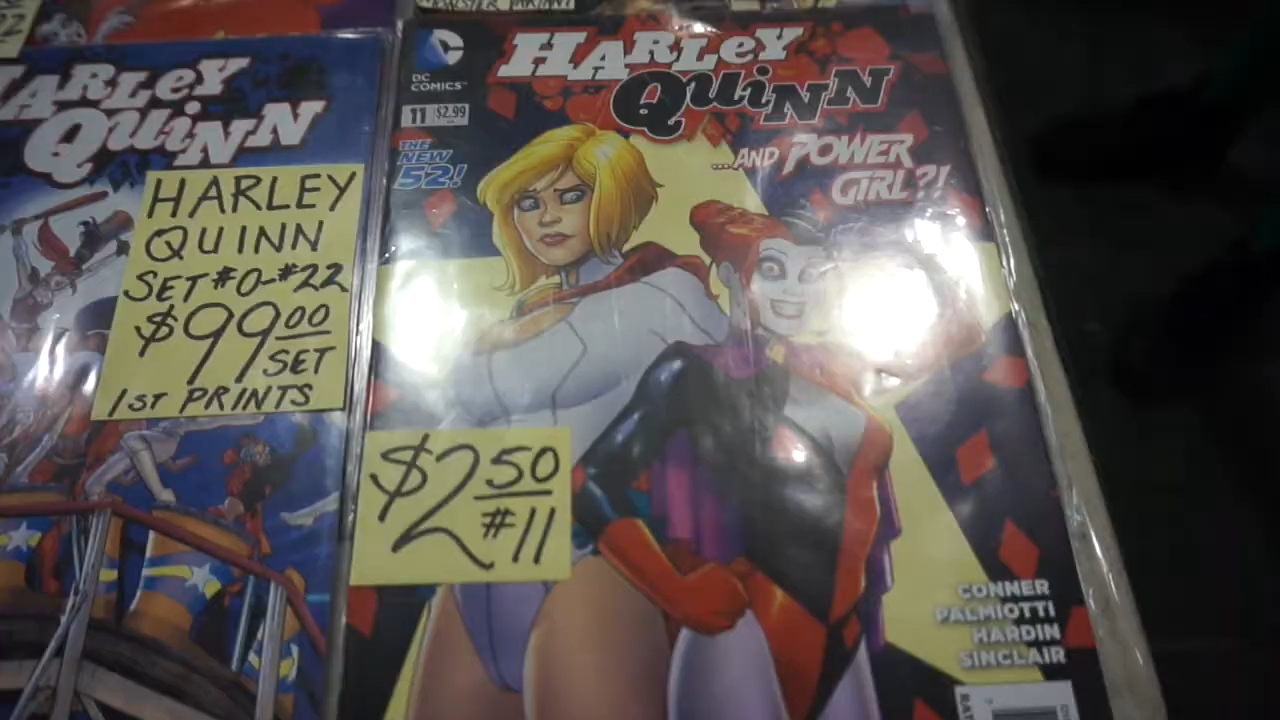 HARLEY
QUINN
HARLEY
QUINN
SET #0-#22
$99.00
SET
1ST PRINTS
DC
COMICS™
11 $2.99
THE
NEW
52!
HARLEY
QUINN
...AND POWER
GIRL?!
$2.50
#11
CONNER
PALMIOTTI
HARDIN
SINCLAIR